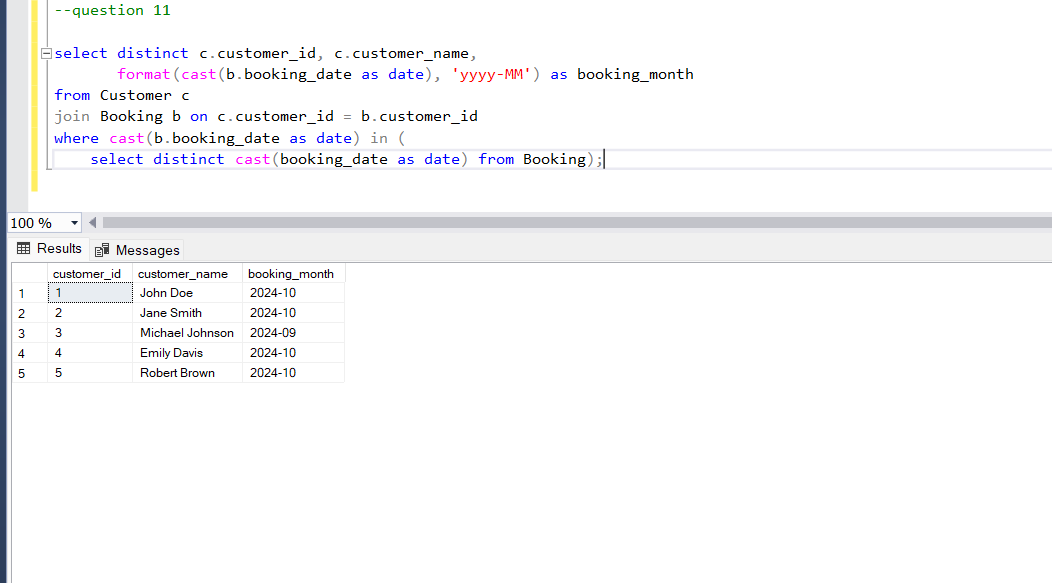 --question 11
select distinct c.customer_id, c.customer_name,
format(cast(b.booking_date as date), 'yyyy-MM') as booking_month
from Customer c
join Booking b on c.customer_id = b.customer_id
where cast(b.booking_date as date) in (
select distinct cast(booking_date as date) from Booking);
100 %
Results Messages
customer_id customer_name booking_month
1 1 John Doe 2024-10
2 2 Jane Smith 2024-10
3 3 Michael Johnson 2024-09
4 4 Emily Davis 2024-10
5 5 Robert Brown 2024-10